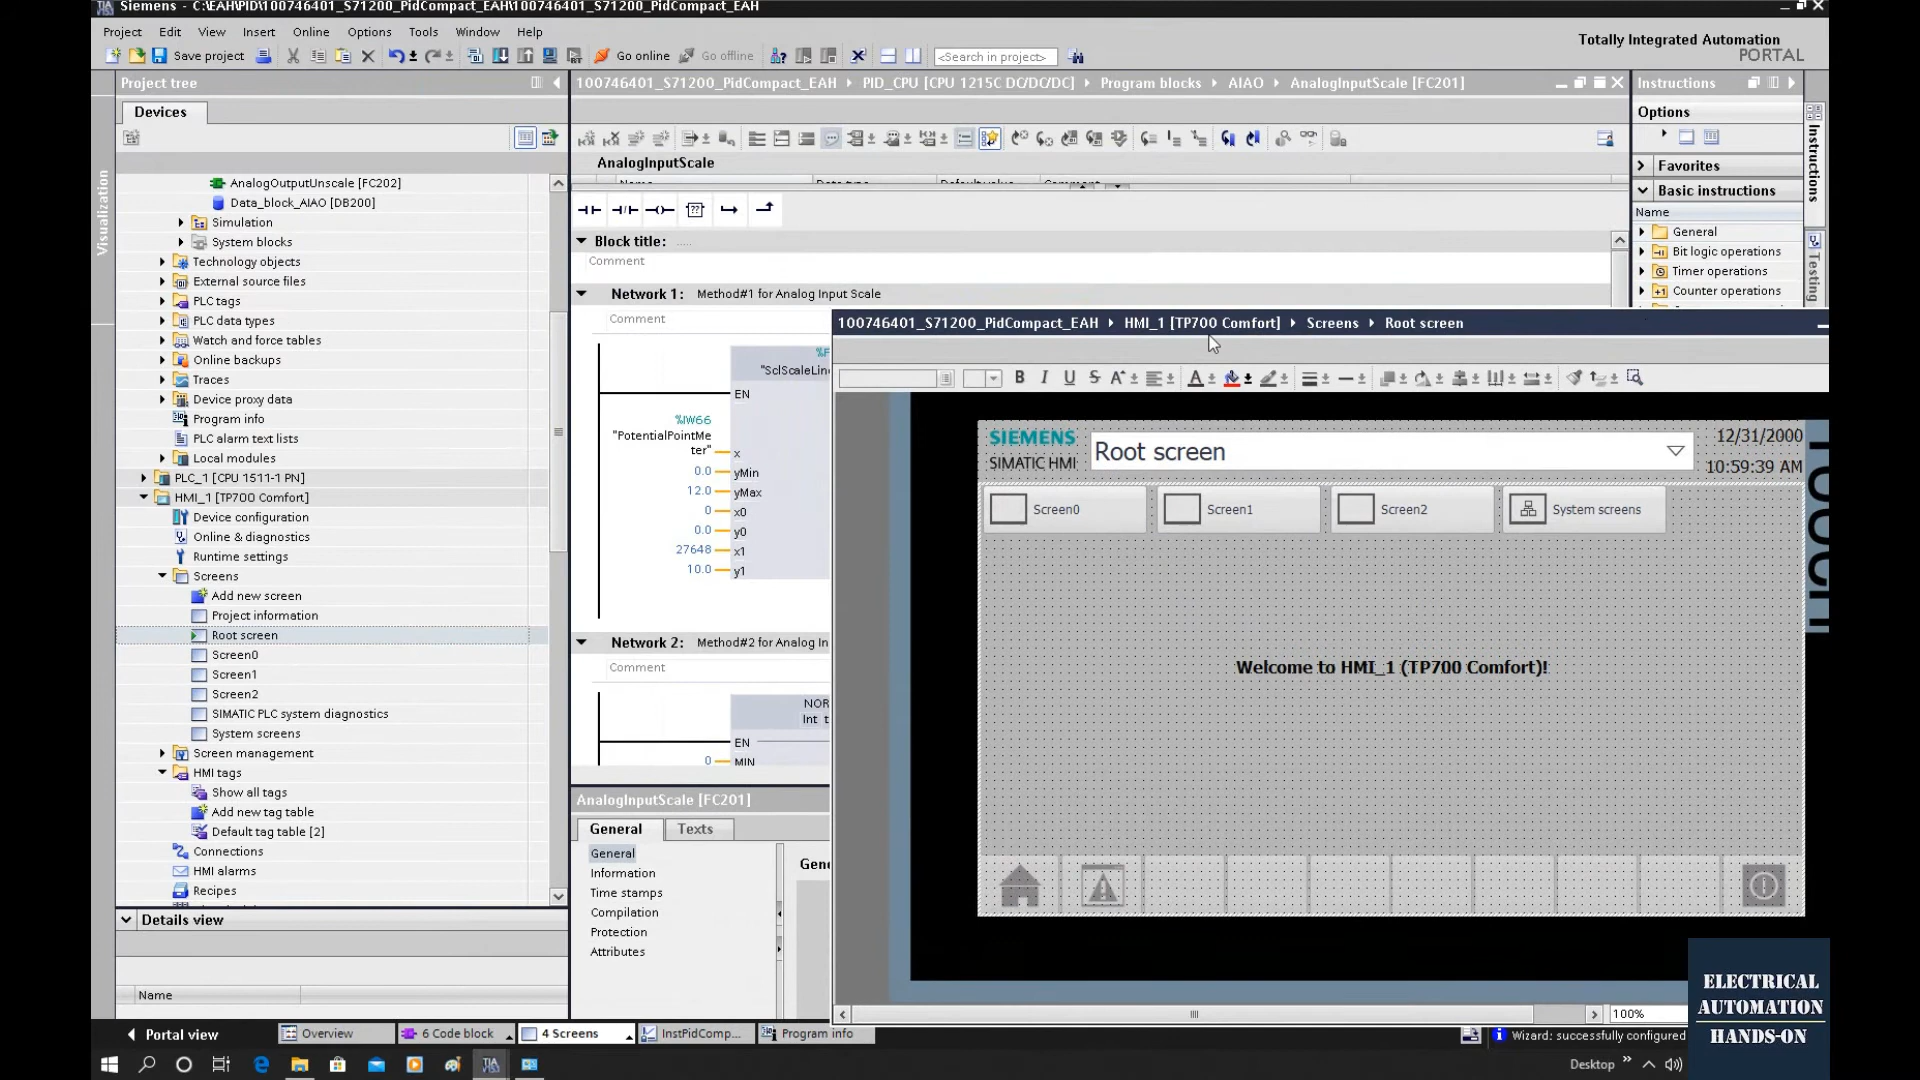 Siemens - C:\EAH\PID\100746401_S71200_PidCompact_EAH\100746401_S71200_PidCompact_EAH
Project Edit View Insert Online Options Tools Window Help
Totally Integrated Automation
PORTAL
Save project
Go online
Go offline
<Search in project>
Project tree
100746401_S71200_PidCompact_EAH PID_CPU [CPU 1215C DC/DC/DC] Program blocks AIAO AnalogInputScale [FC201]
Instructions
Devices
Options
Visualization
Instructions
Testing
AnalogInputScale
Favorites
Basic instructions
Name
General
Bit logic operations
Timer operations
Counter operations
AnalogOutputUnscale [FC202]
Data_block_AIAO [DB200]
Simulation
System blocks
Technology objects
External source files
PLC tags
PLC data types
Watch and force tables
Online backups
Traces
Device proxy data
Program info
PLC alarm text lists
Local modules
PLC_1 [CPU 1511-1 PN]
HMI_1 [TP700 Comfort]
Device configuration
Online & diagnostics
Runtime settings
Screens
Add new screen
Project information
Root screen
Screen0
Screen1
Screen2
SIMATIC PLC system diagnostics
System screens
Screen management
HMI tags
Show all tags
Add new tag table
Default tag table [2]
Connections
HMI alarms
Recipes
Details view
Name
Block title: .....
Comment
Network 1: Method#1 for Analog Input Scale
Comment
"SclScaleLin
EN
%IW66
"PotentialPointMe
ter"
x
0.0 yMin
12.0 yMax
0 x0
0.0 y0
27648 x1
10.0 y1
Network 2: Method#2 for Analog In
Comment
NOR
Int t
EN
0 MIN
AnalogInputScale [FC201]
General Texts
General
Information
Time stamps
Compilation
Protection
Attributes
Gene
100746401_S71200_PidCompact_EAH HMI_1 [TP700 Comfort] Screens Root screen
B I U S A
SIEMENS
SIMATIC HMI
Root screen
12/31/2000
10:59:39 AM
TOUCH
Screen0
Screen1
Screen2
System screens
Welcome to HMI_1 (TP700 Comfort)!
100%
ELECTRICAL
AUTOMATION
HANDS-ON
Portal view
Overview
6 Code block
4 Screens
InstPidComp...
Program info
Wizard: successfully configured
Desktop